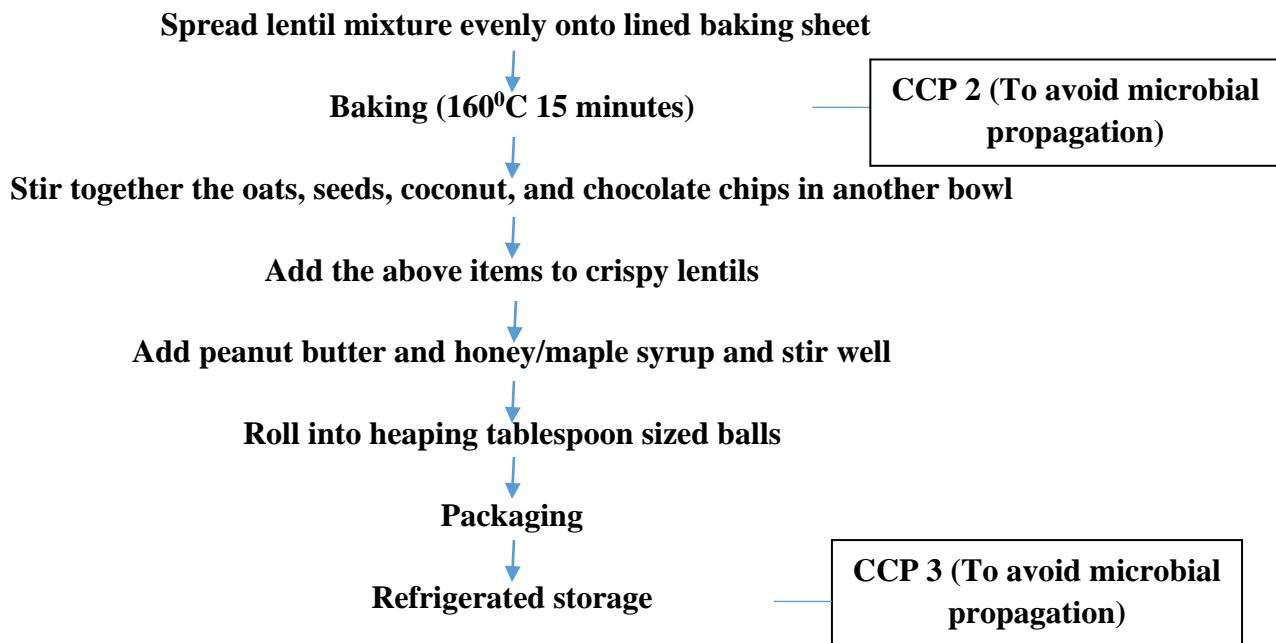 Spread lentil mixture evenly onto lined baking sheet
Baking (160⁰C 15 minutes)
CCP 2 (To avoid microbial
propagation)
Stir together the oats, seeds, coconut, and chocolate chips in another bowl
Add the above items to crispy lentils
Add peanut butter and honey/maple syrup and stir well
Roll into heaping tablespoon sized balls
Packaging
Refrigerated storage
CCP 3 (To avoid microbial
propagation)